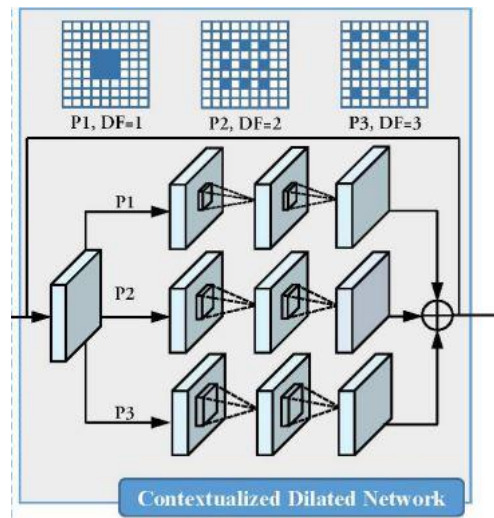 P1, DF=1 P2, DF=2 P3, DF=3
P1
P2
P3
Contextualized Dilated Network